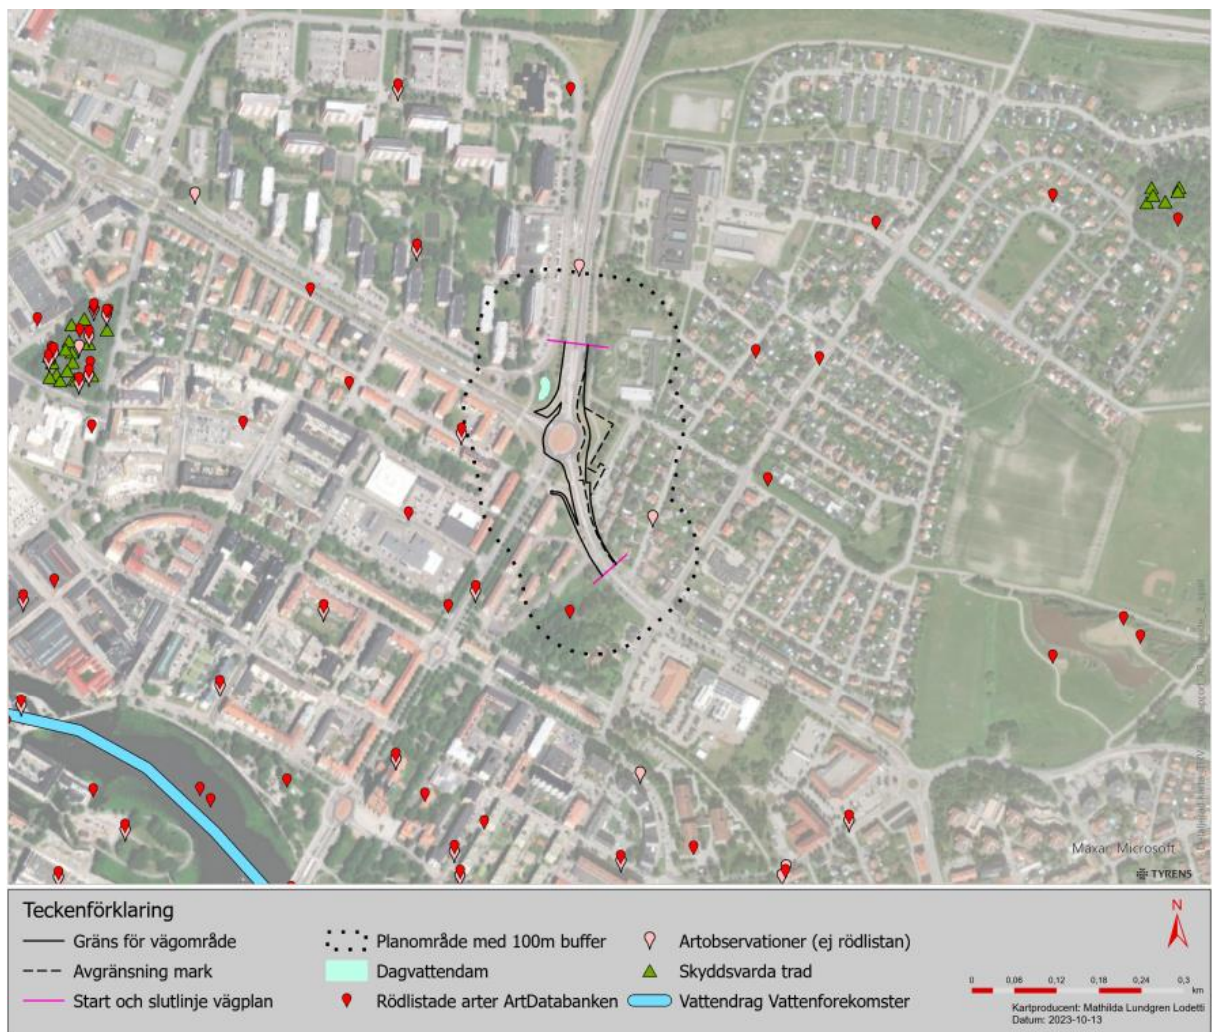 Maxar, Microsoft
TYRENS
Teckenförklaring
Gräns för vägområde
Avgränsning mark
Start och slutlinje vägplan
Planområde med 100m buffer
Dagvattendam
Rödlistade arter ArtDatabanken
Artobservationer (ej rödlistan)
Skyddsvarda trad
Vattendrag Vattenforekomster
N
0 0,06 0,12 0,18 0,24 0,3
km
Kartproducent: Mathilda Lundgren Lodetti
Datum: 2023-10-13